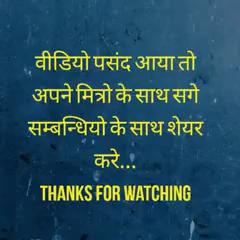 वीडियो पसंद आया तो
अपने मित्रो के साथ सगे
सम्बन्धियो के साथ शेयर
करे...
THANKS FOR WATCHING